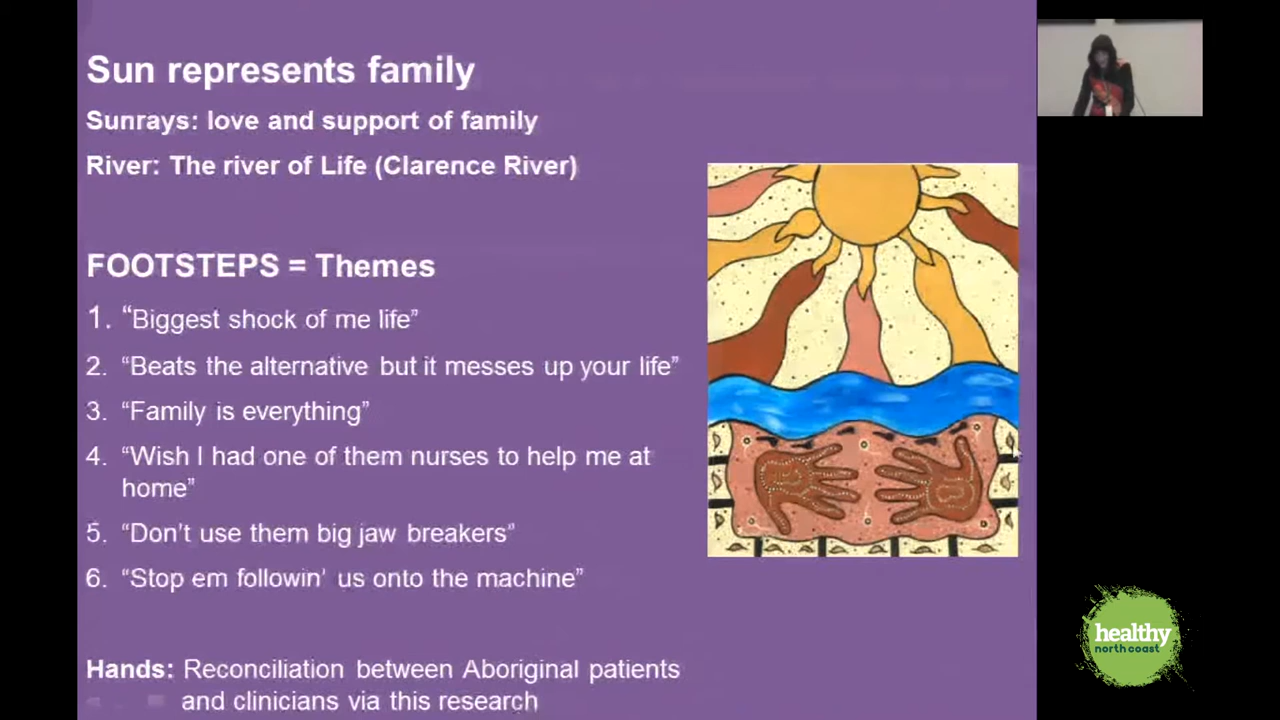 Sun represents family
Sunrays: love and support of family
River: The river of Life (Clarence River)
FOOTSTEPS = Themes
1. “Biggest shock of me life”
2. “Beats the alternative but it messes up your life”
3. “Family is everything”
4. “Wish I had one of them nurses to help me at
home”
5. “Don’t use them big jaw breakers”
6. “Stop em followin’ us onto the machine”
Hands: Reconciliation between Aboriginal patients
and clinicians via this research
healthy
north coast